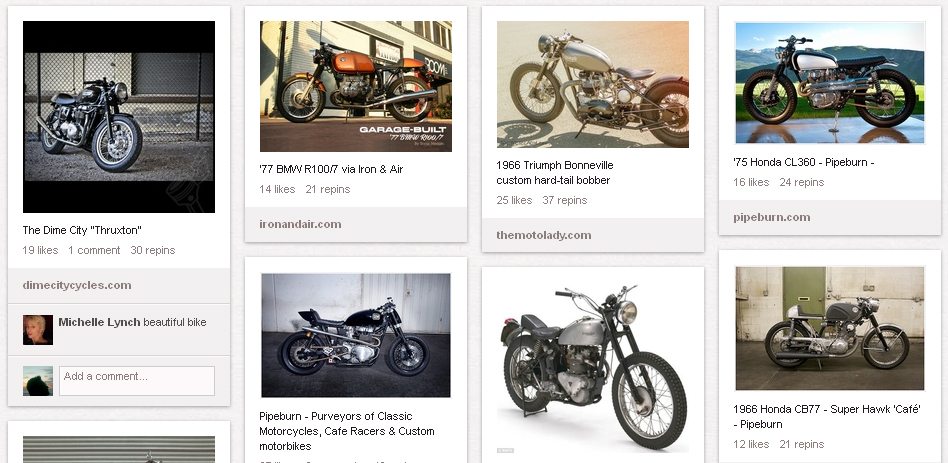 The Dime City "Thruxton"
19 likes 1 comment 30 repins
dimecitycycles.com
Michelle Lynch beautiful bike
Add a comment...
GARAGE-BUILT
'77 BMW R100/7
'77 BMW R100/7 via Iron & Air
14 likes 21 repins
ironandair.com
Pipeburn - Purveyors of Classic
Motorcycles, Cafe Racers & Custom
motorbikes
1966 Triumph Bonneville
custom hard-tail bobber
25 likes 37 repins
themotolady.com
'75 Honda CL360 - Pipeburn -
16 likes 24 repins
pipeburn.com
1966 Honda CB77 - Super Hawk 'Café'
- Pipeburn
12 likes 21 repins